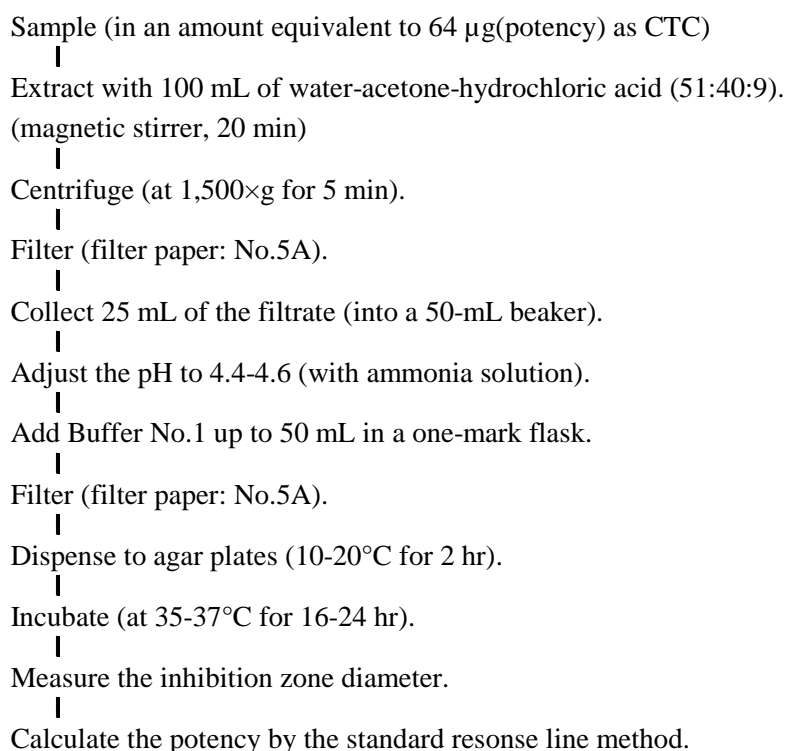 Sample (in an amount equivalent to 64 µg(potency) as CTC)
Extract with 100 mL of water-acetone-hydrochloric acid (51:40:9).
(magnetic stirrer, 20 min)
Centrifuge (at 1,500×g for 5 min).
Filter (filter paper: No.5A).
Collect 25 mL of the filtrate (into a 50-mL beaker).
Adjust the pH to 4.4-4.6 (with ammonia solution).
Add Buffer No.1 up to 50 mL in a one-mark flask.
Filter (filter paper: No.5A).
Dispense to agar plates (10-20°C for 2 hr).
Incubate (at 35-37°C for 16-24 hr).
Measure the inhibition zone diameter.
Calculate the potency by the standard resonse line method.